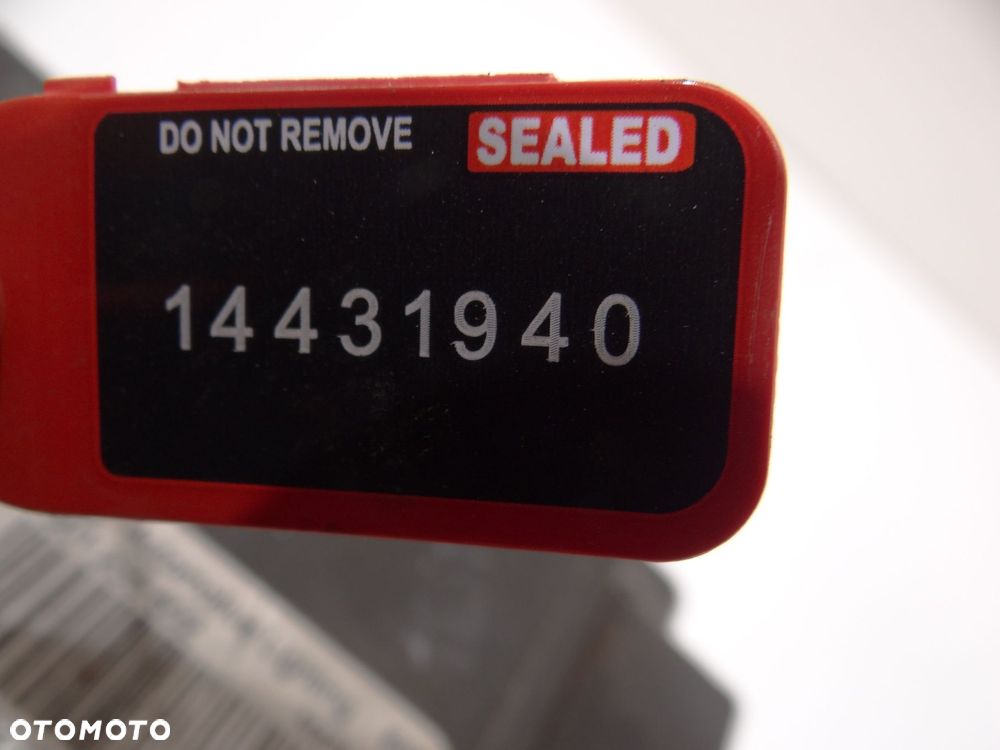 DO NOT REMOVE SEALED
14431940
OTOMOTO